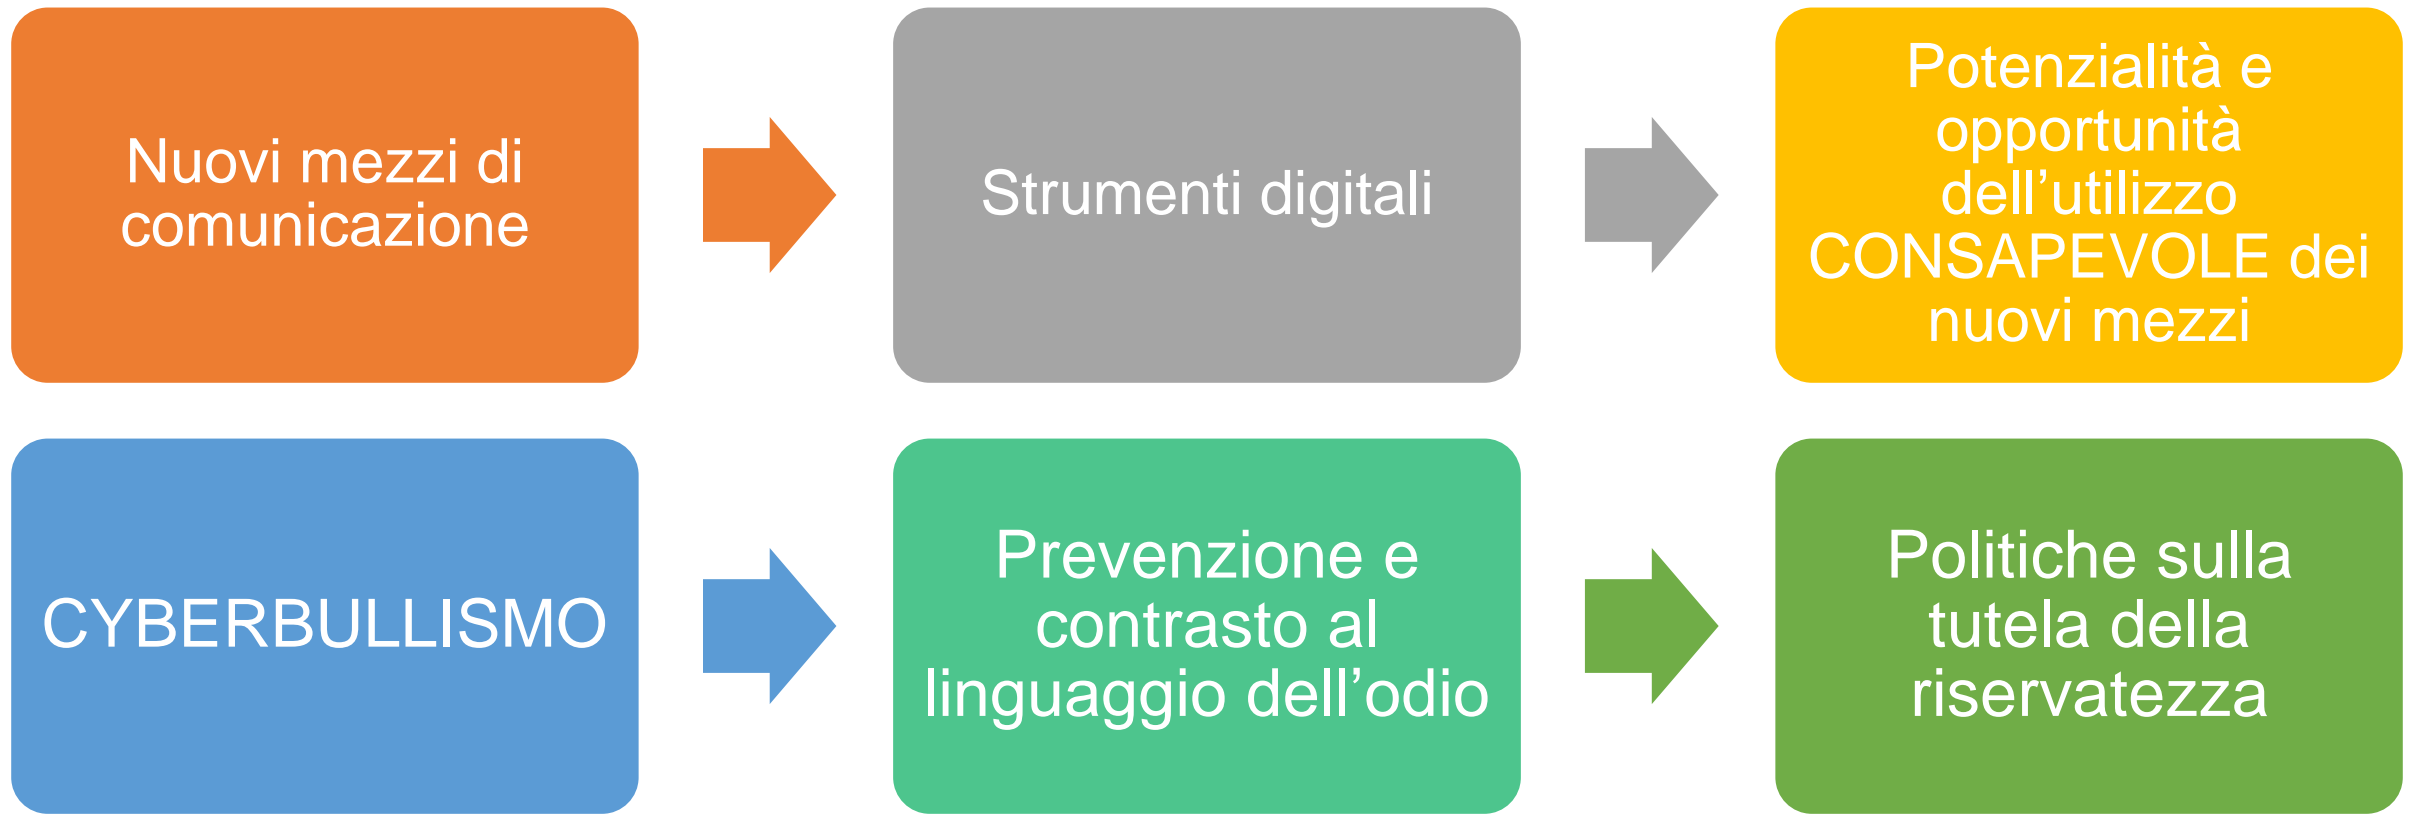 Nuovi mezzi di
comunicazione
Strumenti digitali
Potenzialità e
opportunità
dell’utilizzo
CONSAPEVOLE dei
nuovi mezzi
CYBERBULLISMO
Prevenzione e
contrasto al
linguaggio dell’odio
Politiche sulla
tutela della
riservatezza